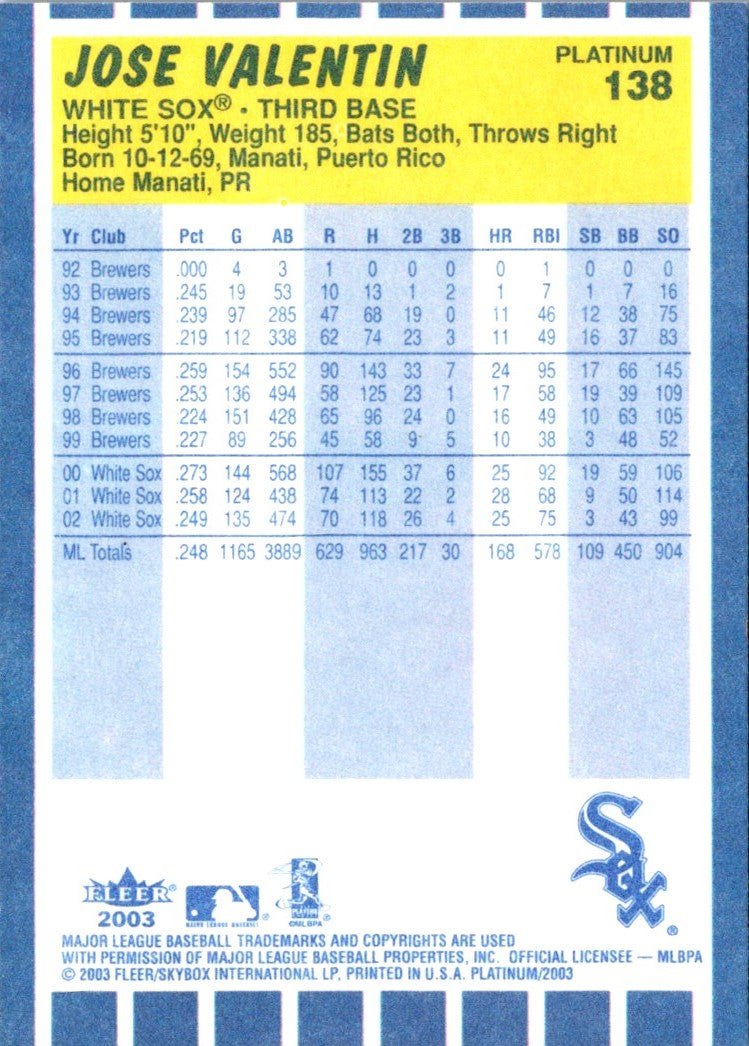 JOSE VALENTIN
PLATINUM
138
WHITE SOX® · THIRD BASE
Height 5'10", Weight 185, Bats Both, Throws Right
Born 10-12-69, Manati, Puerto Rico
Home Manati, PR
Yr Club Pct G AB R H 2B 3B HR RBI SB BB SO
92 Brewers .000 4 3 1 0 0 0 0 1 0 0 0
93 Brewers .245 19 53 10 13 1 2 1 7 1 7 16
94 Brewers .239 97 285 47 68 19 0 11 46 12 38 75
95 Brewers .219 112 338 62 74 23 3 11 49 16 37 83
96 Brewers .259 154 552 90 143 33 7 24 95 17 66 145
97 Brewers .253 136 494 58 125 23 1 17 58 19 39 109
98 Brewers .224 151 428 65 96 24 0 16 49 10 63 105
99 Brewers .227 89 256 45 58 9 5 10 38 3 48 52
00 White Sox .273 144 568 107 155 37 6 25 92 19 59 106
01 White Sox .258 124 438 74 113 22 2 28 68 9 50 114
02 White Sox .249 135 474 70 118 26 4 25 75 3 43 99
ML Totals .248 1165 3889 629 963 217 30 168 578 109 450 904
Sox®
FLEER®
2003
MAJOR LEAGUE BASEBALL®
©MLBPA
MAJOR LEAGUE BASEBALL TRADEMARKS AND COPYRIGHTS ARE USED
WITH PERMISSION OF MAJOR LEAGUE BASEBALL PROPERTIES, INC. OFFICIAL LICENSEE — MLBPA
© 2003 FLEER/SKYBOX INTERNATIONAL LP, PRINTED IN U.S.A. PLATINUM/2003